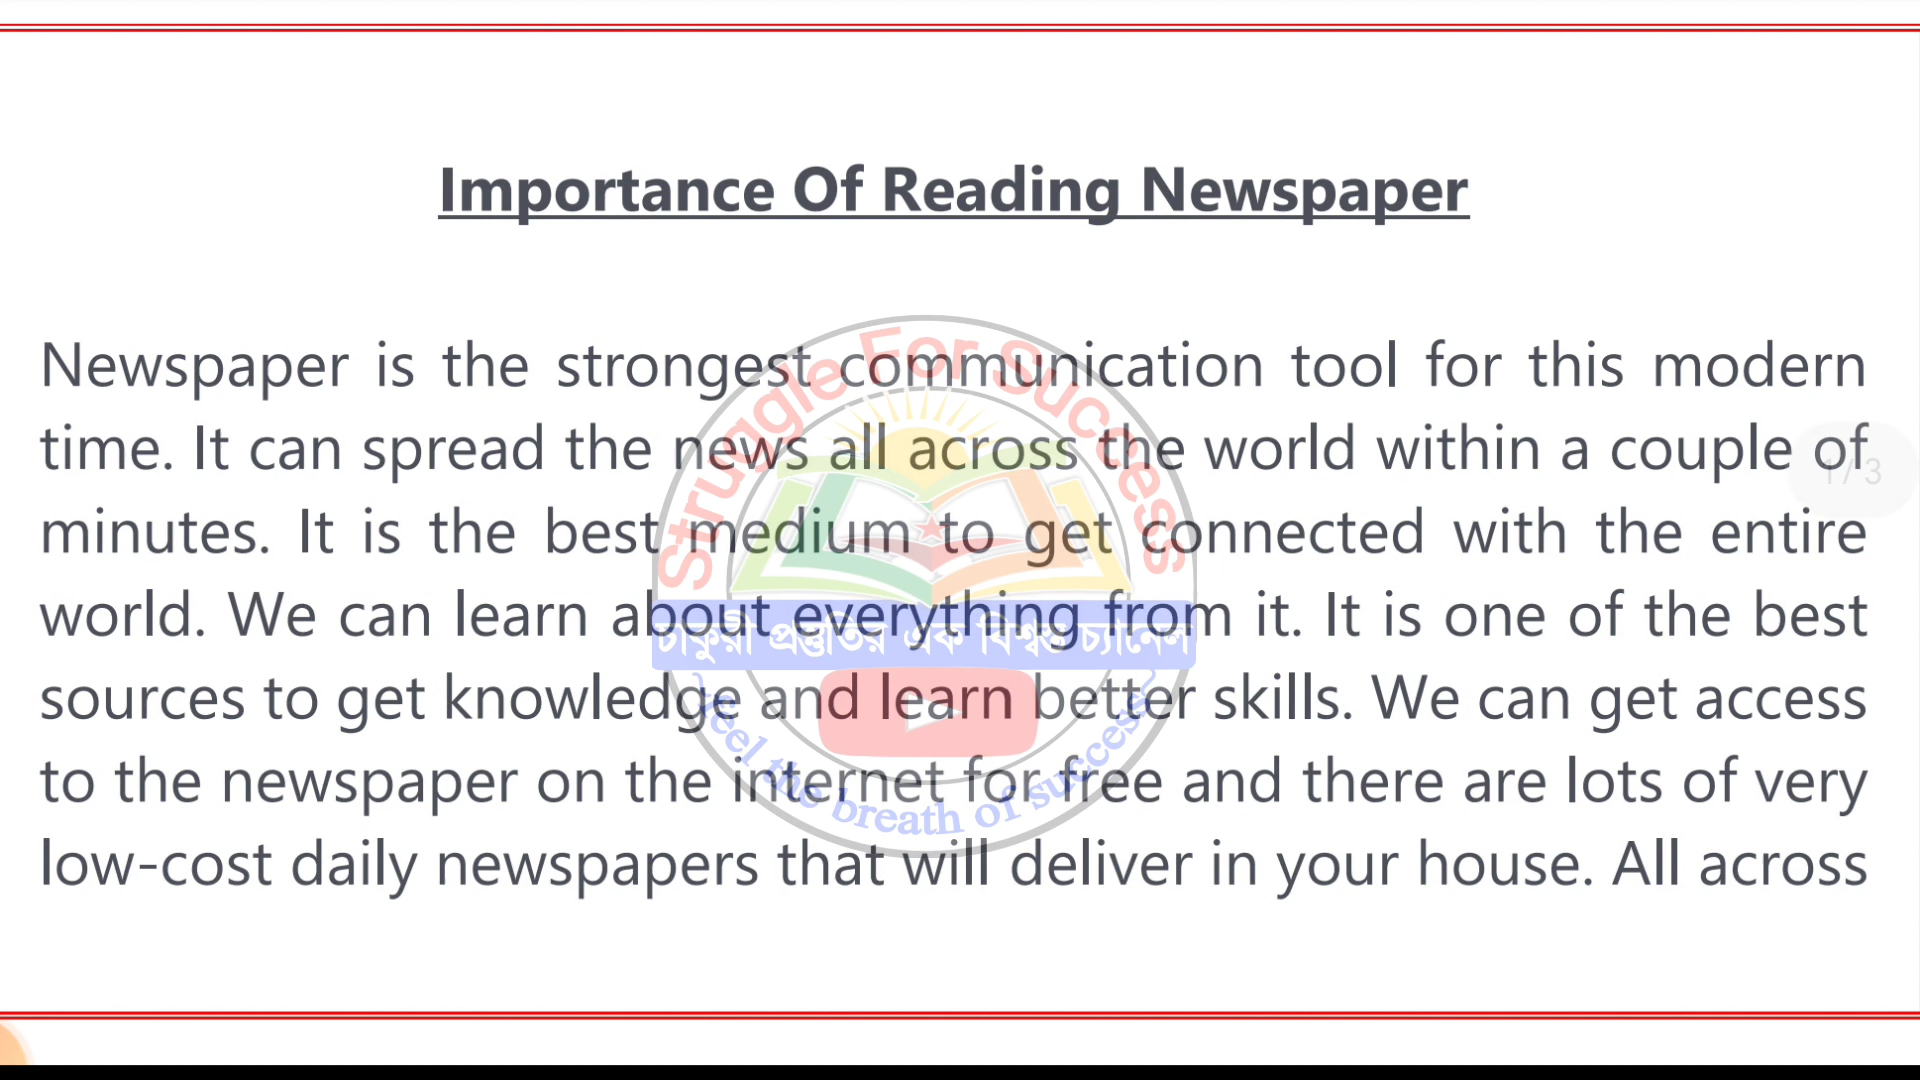 Importance Of Reading Newspaper
Newspaper is the strongest communication tool for this modern
time. It can spread the news all across the world within a couple of
minutes. It is the best medium to get connected with the entire
world. We can learn about everything from it. It is one of the best
sources to get knowledge and learn better skills. We can get access
to the newspaper on the internet for free and there are lots of very
low-cost daily newspapers that will deliver in your house. All across
1/3
Struggle For Success
চাকুরী প্রস্তুতির এক বিশ্বস্ত চ্যানেল
feel the breath of success